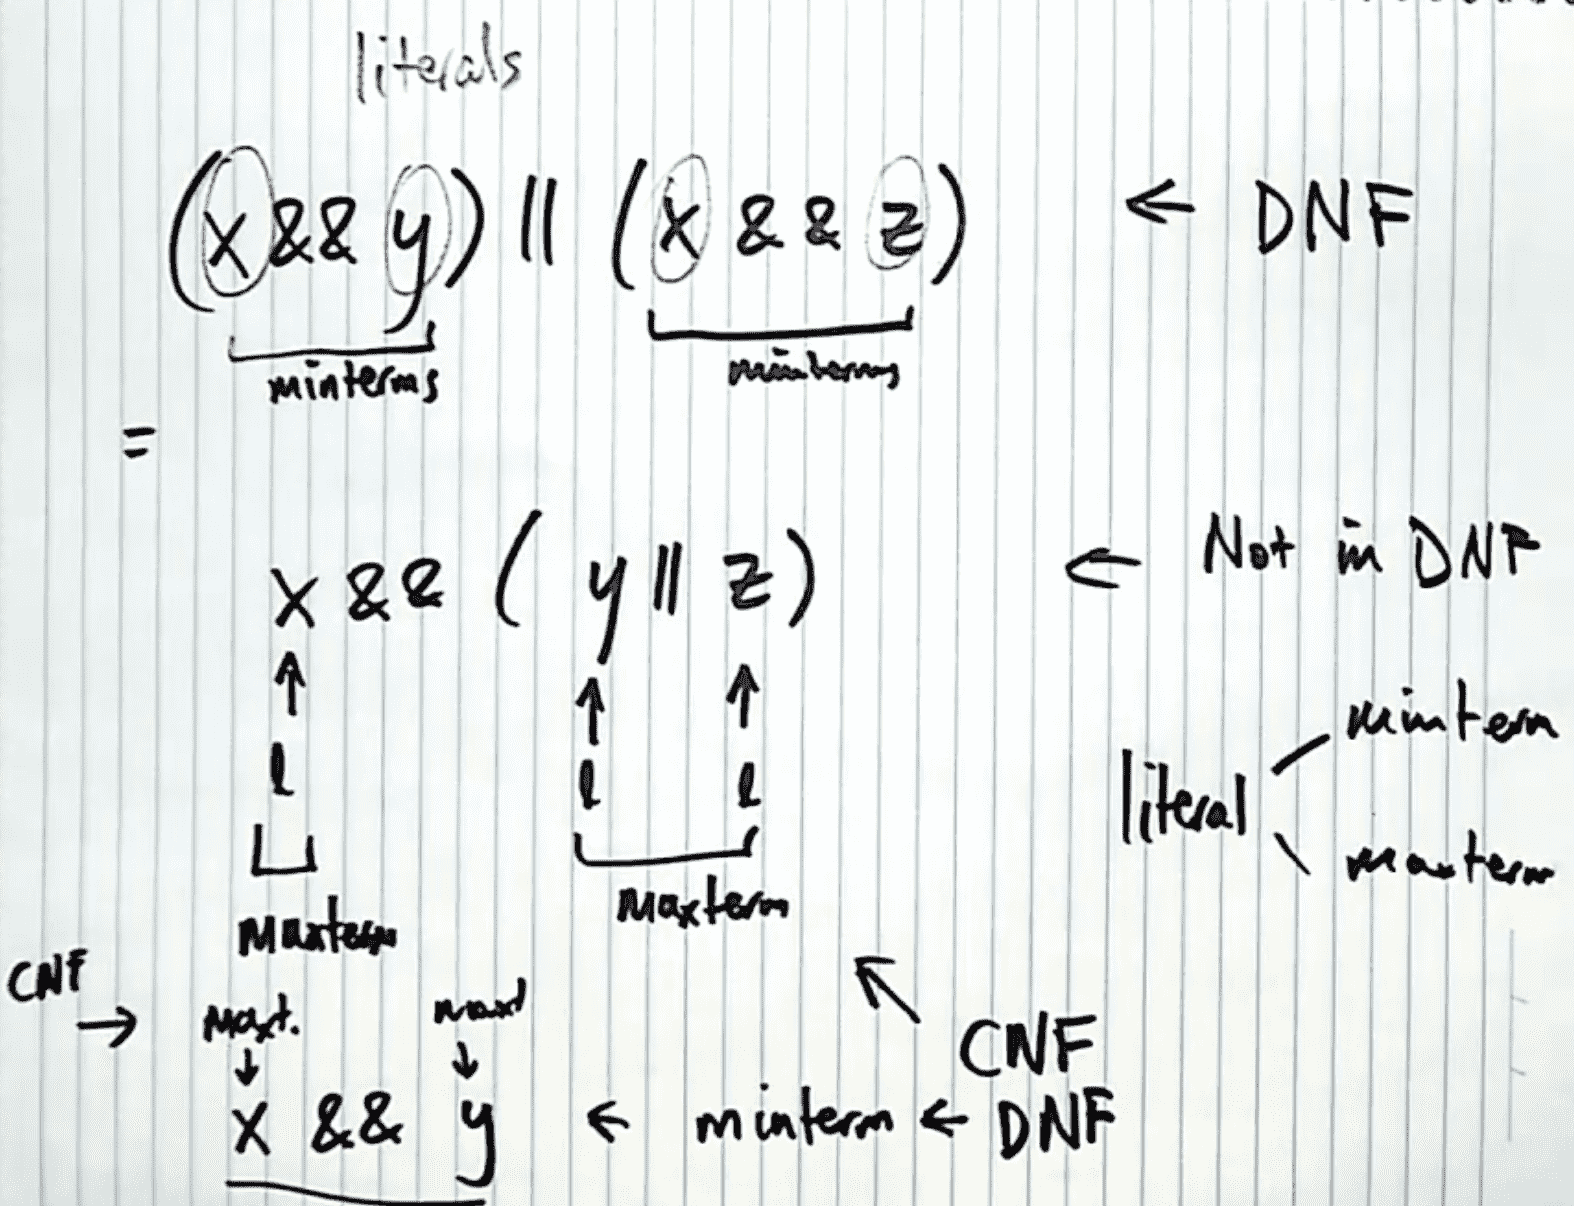 literals
(x && y) || (x && z) ← DNF
minterms minterms
=
x && ( y || z ) ← Not in DNF
↑ ↑ ↑
l l l
minterm
literal
maxterm
Maxterm
Maxterm
CNF →
Maxt. maxt
↓ ↓
CNF
x && y ← minterm ← DNF